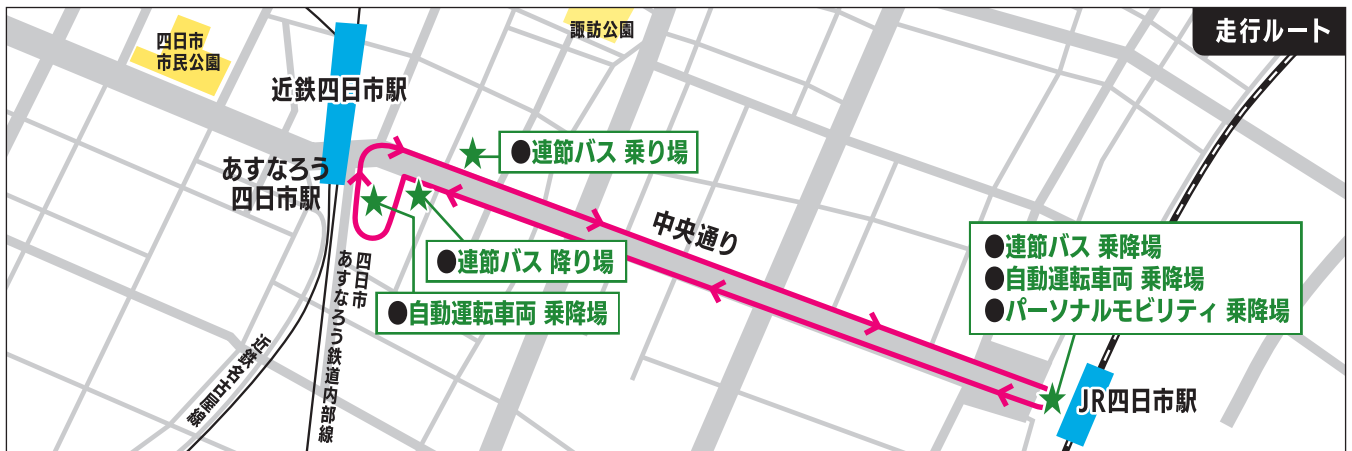 走行ルート
四日市
市民公園
諏訪公園
近鉄四日市駅
●連節バス 乗り場
あすなろう
四日市駅
中央通り
●連節バス 降り場
●自動運転車両 乗降場
●連節バス 乗降場
●自動運転車両 乗降場
●パーソナルモビリティ 乗降場
四日市
あすなろう鉄道内部線
近鉄名古屋線
JR四日市駅